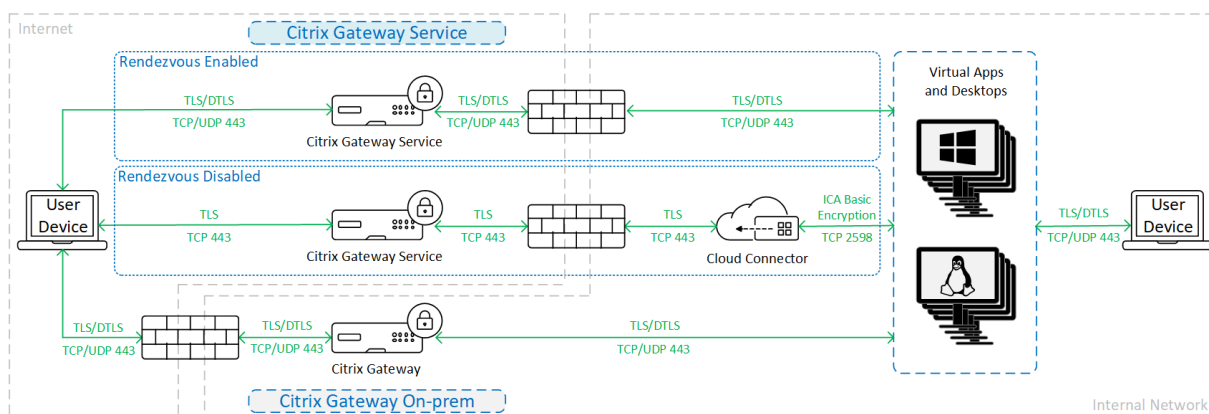 Internet
Citrix Gateway Service
Rendezvous Enabled
TLS/DTLS
TCP/UDP 443
Citrix Gateway Service
TLS/DTLS
TCP/UDP 443
TLS/DTLS
TCP/UDP 443
Virtual Apps
and Desktops
Rendezvous Disabled
User
Device
TLS
TCP 443
Citrix Gateway Service
TLS
TCP 443
TLS
TCP 443
Cloud Connector
ICA Basic
Encryption
TCP 2598
TLS/DTLS
TCP/UDP 443
User
Device
TLS/DTLS
TCP/UDP 443
TLS/DTLS
TCP/UDP 443
Citrix Gateway
TLS/DTLS
TCP/UDP 443
Citrix Gateway On-prem
Internal Network